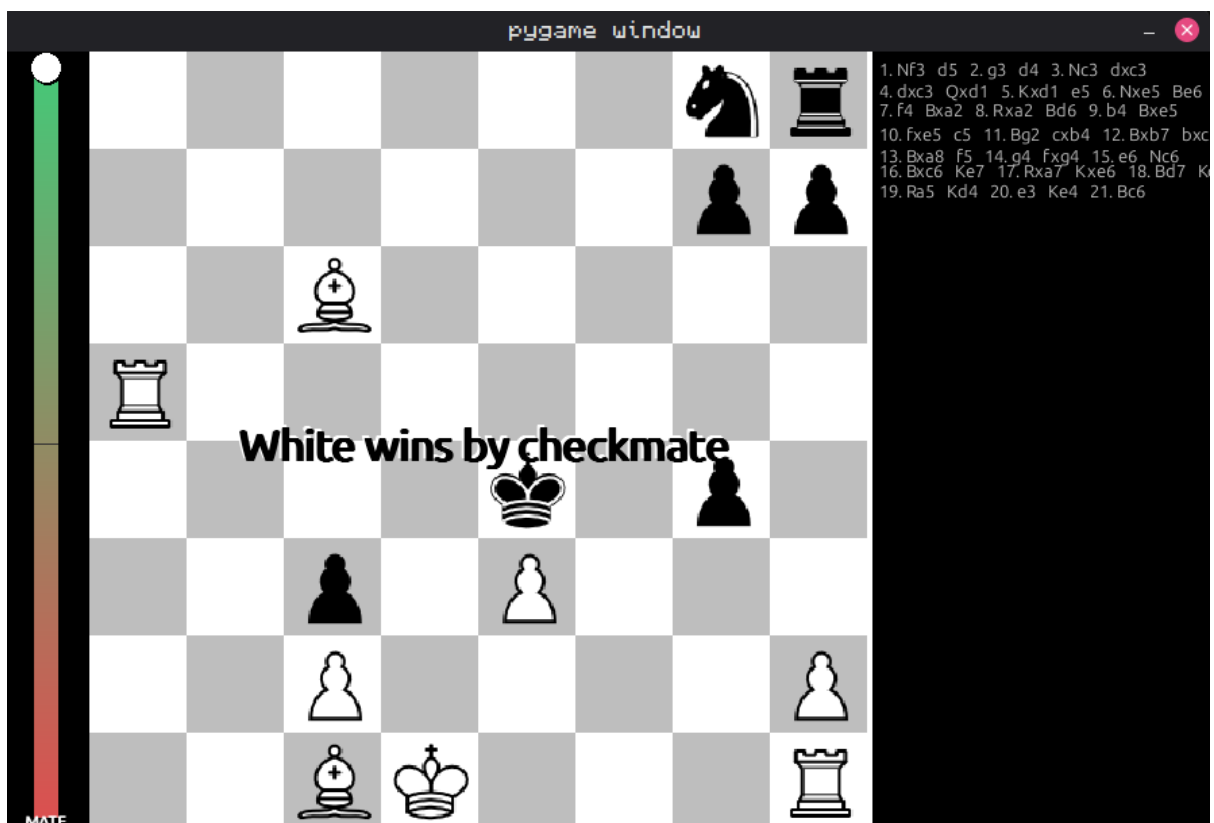 pygame window
1. Nf3 d5 2. g3 d4 3. Nc3 dxc3
4. dxc3 Qxd1 5. Kxd1 e5 6. Nxe5 Be6
7. f4 Bxa2 8. Rxa2 Bd6 9. b4 Bxe5
10. fxe5 c5 11. Bg2 cxb4 12. Bxb7 bxc
13. Bxa8 f5 14. g4 fxg4 15. e6 Nc6
16. Bxc6 Ke7 17. Rxa7 Kxe6 18. Bd7
19. Ra5 Kd4 20. e3 Ke4 21. Bc6
White wins by checkmate
MATE